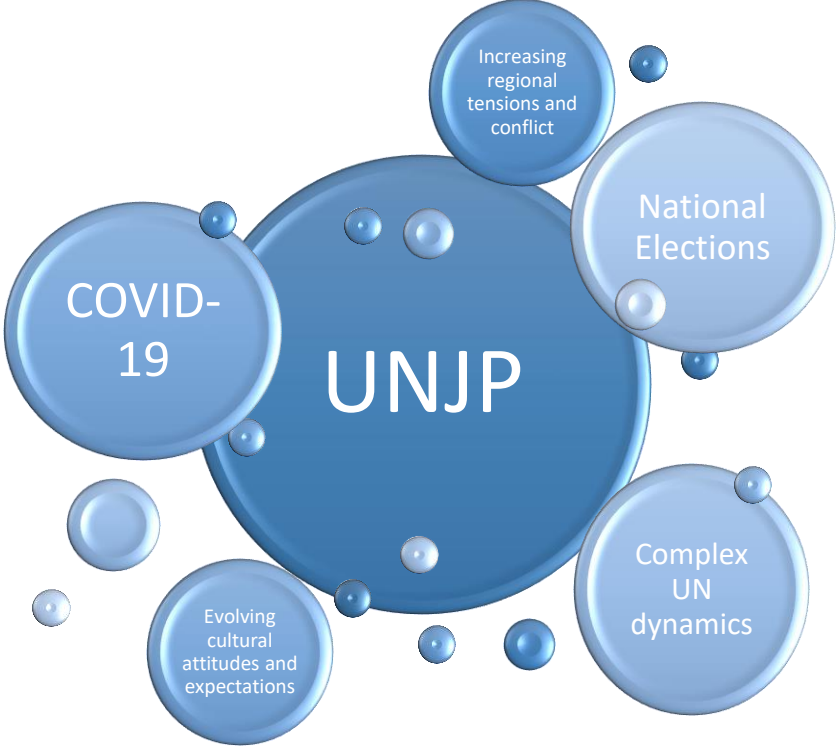 Increasing
regional
tensions and
conflict
National
Elections
COVID-
19
UNJP
Complex
UN
dynamics
Evolving
cultural
attitudes and
expectations